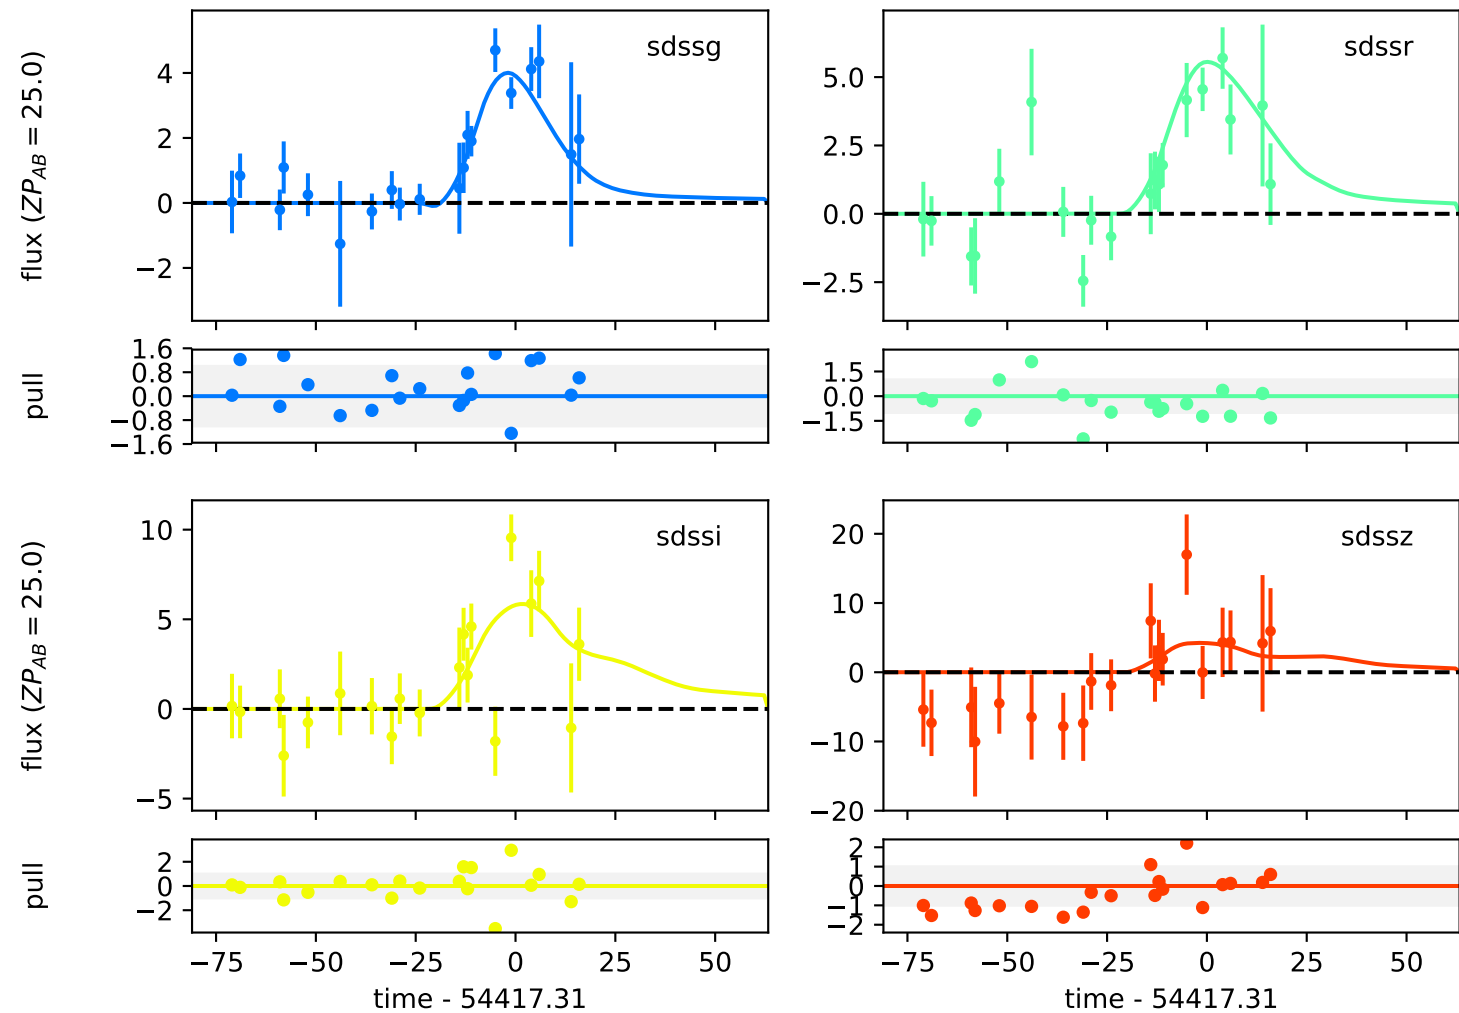 flux (ZP_AB = 25.0)
4
2
0
−2
sdssg
5.0
2.5
0.0
−2.5
sdssr
pull
1.6
0.8
0.0
−0.8
−1.6
1.5
0.0
−1.5
flux (ZP_AB = 25.0)
10
5
0
−5
sdssi
20
10
0
−10
−20
sdssz
pull
2
0
−2
2
1
0
−1
−2
−75 −50 −25 0 25 50
−75 −50 −25 0 25 50
time - 54417.31
time - 54417.31